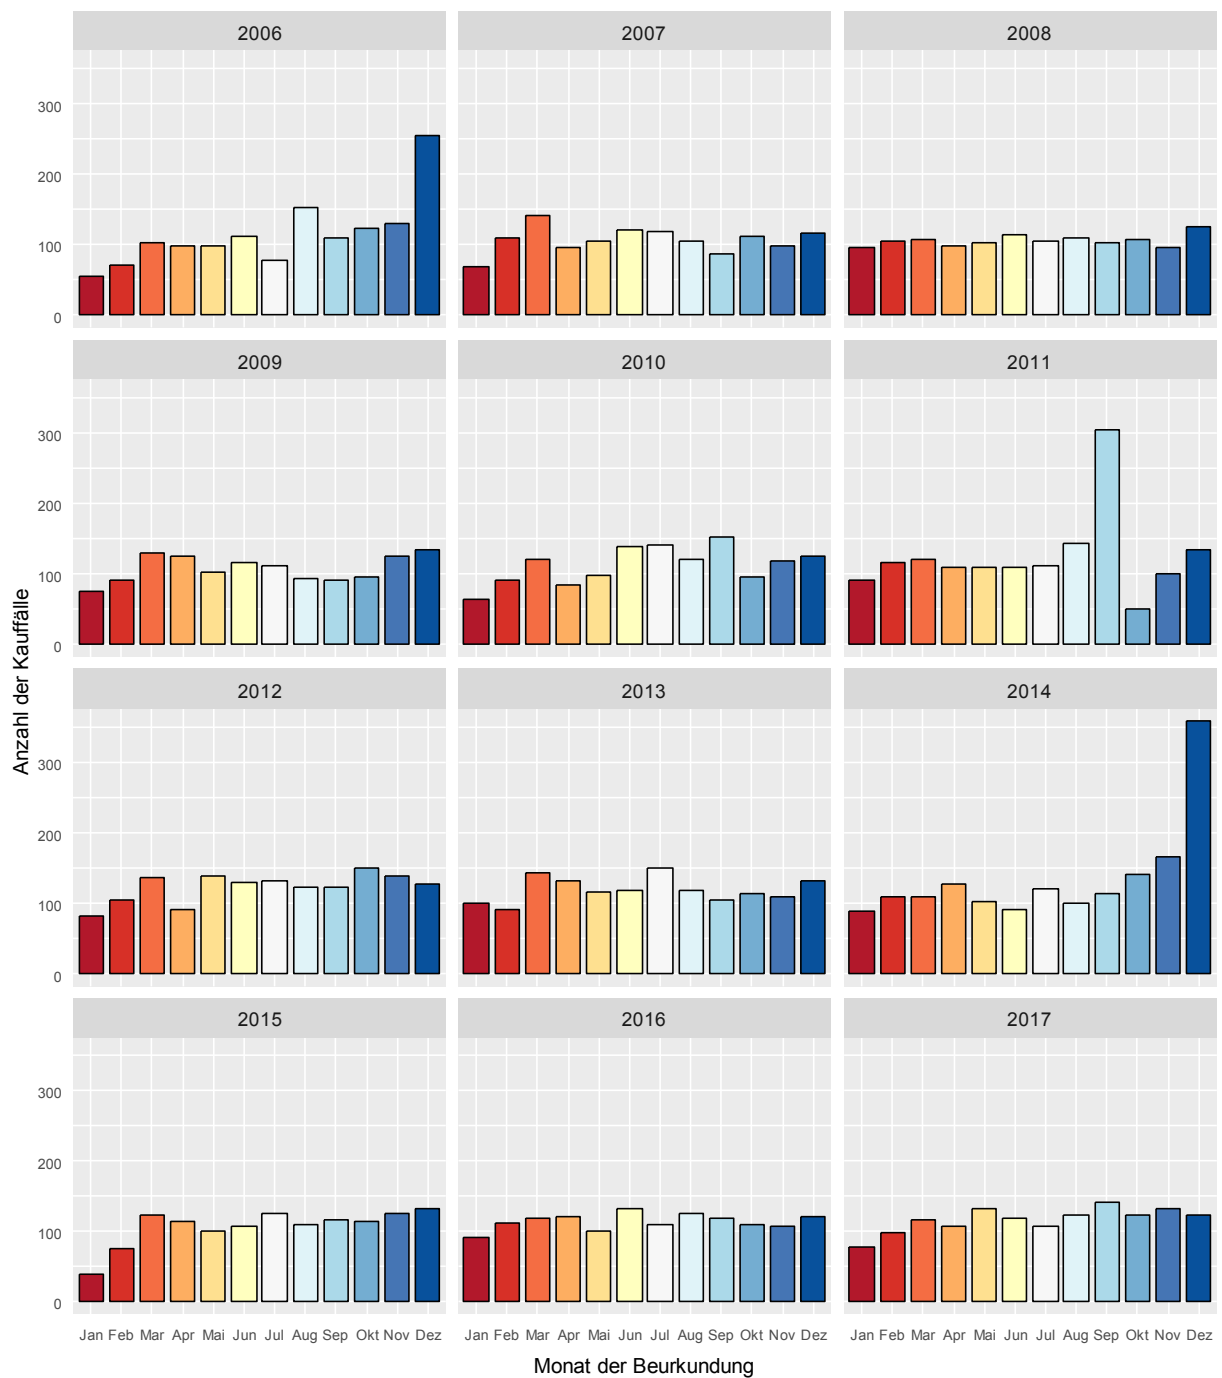 2006 2007 2008
300
200
100
0
2009 2010 2011
300
200
100
0
Anzahl der Kauffälle
2012 2013 2014
300
200
100
0
2015 2016 2017
300
200
100
0
Jan Feb Mar Apr Mai Jun Jul Aug Sep Okt Nov Dez Jan Feb Mar Apr Mai Jun Jul Aug Sep Okt Nov Dez Jan Feb Mar Apr Mai Jun Jul Aug Sep Okt Nov Dez
Monat der Beurkundung